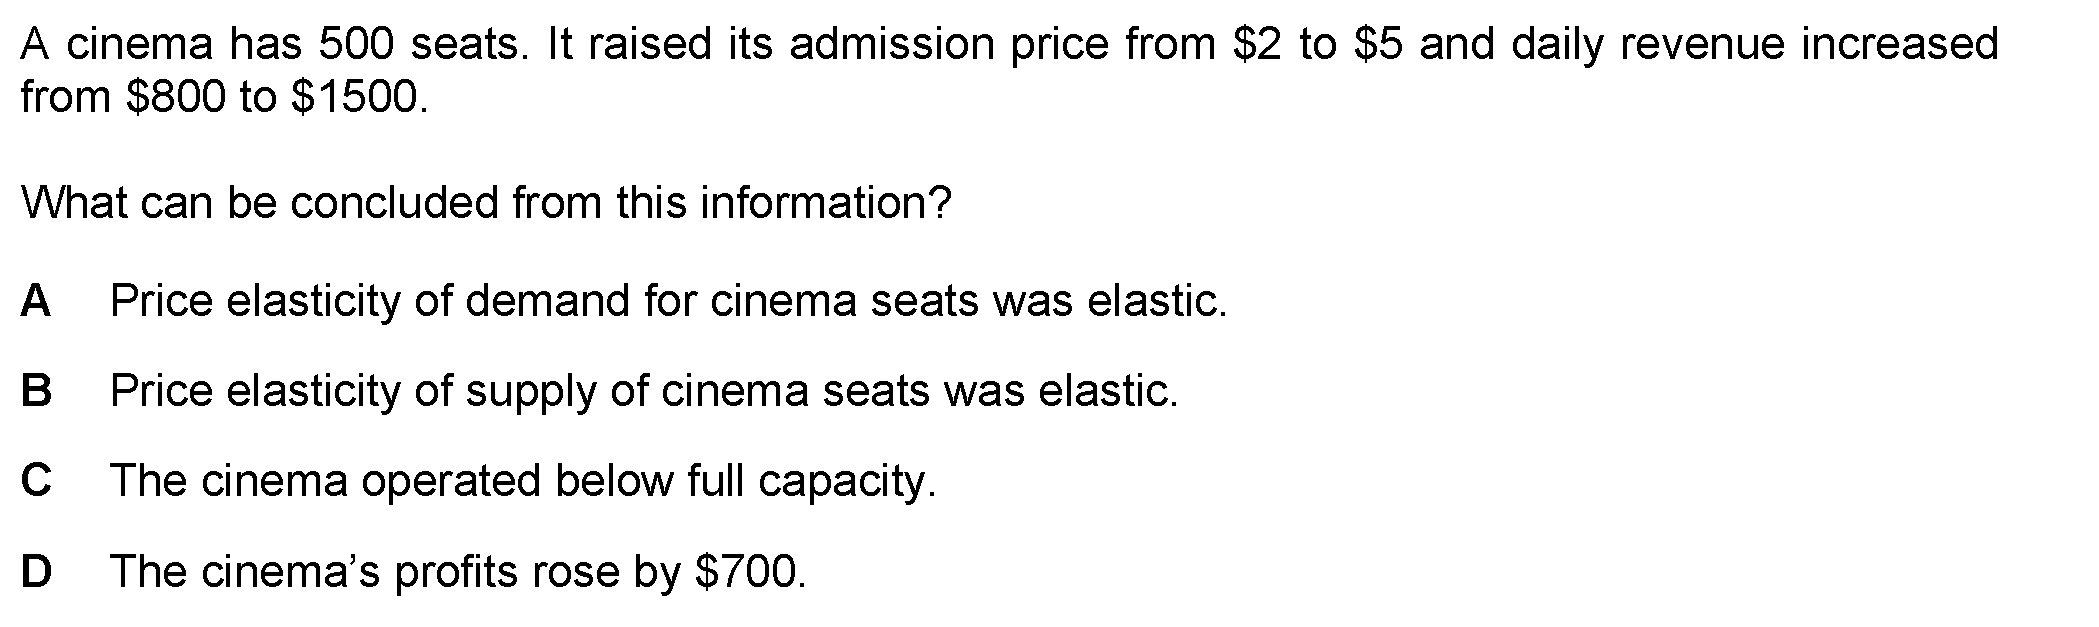 A cinema has 500 seats. It raised its admission price from $2 to $5 and daily revenue increased
from $800 to $1500.
What can be concluded from this information?
A Price elasticity of demand for cinema seats was elastic.
B Price elasticity of supply of cinema seats was elastic.
C The cinema operated below full capacity.
D The cinema’s profits rose by $700.